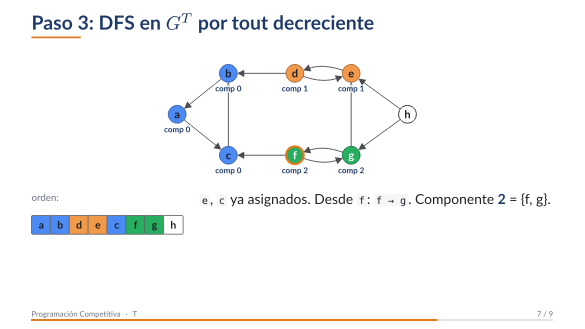 Paso 3: DFS en G^T por tout decreciente
b
d
e
comp 0
comp 1
comp 1
a
h
comp 0
c
f
g
comp 0
comp 2
comp 2
orden:
e, c ya asignados. Desde f: f → g. Componente 2 = {f, g}.
a b d e c f g h
Programación Competitiva · T
7 / 9